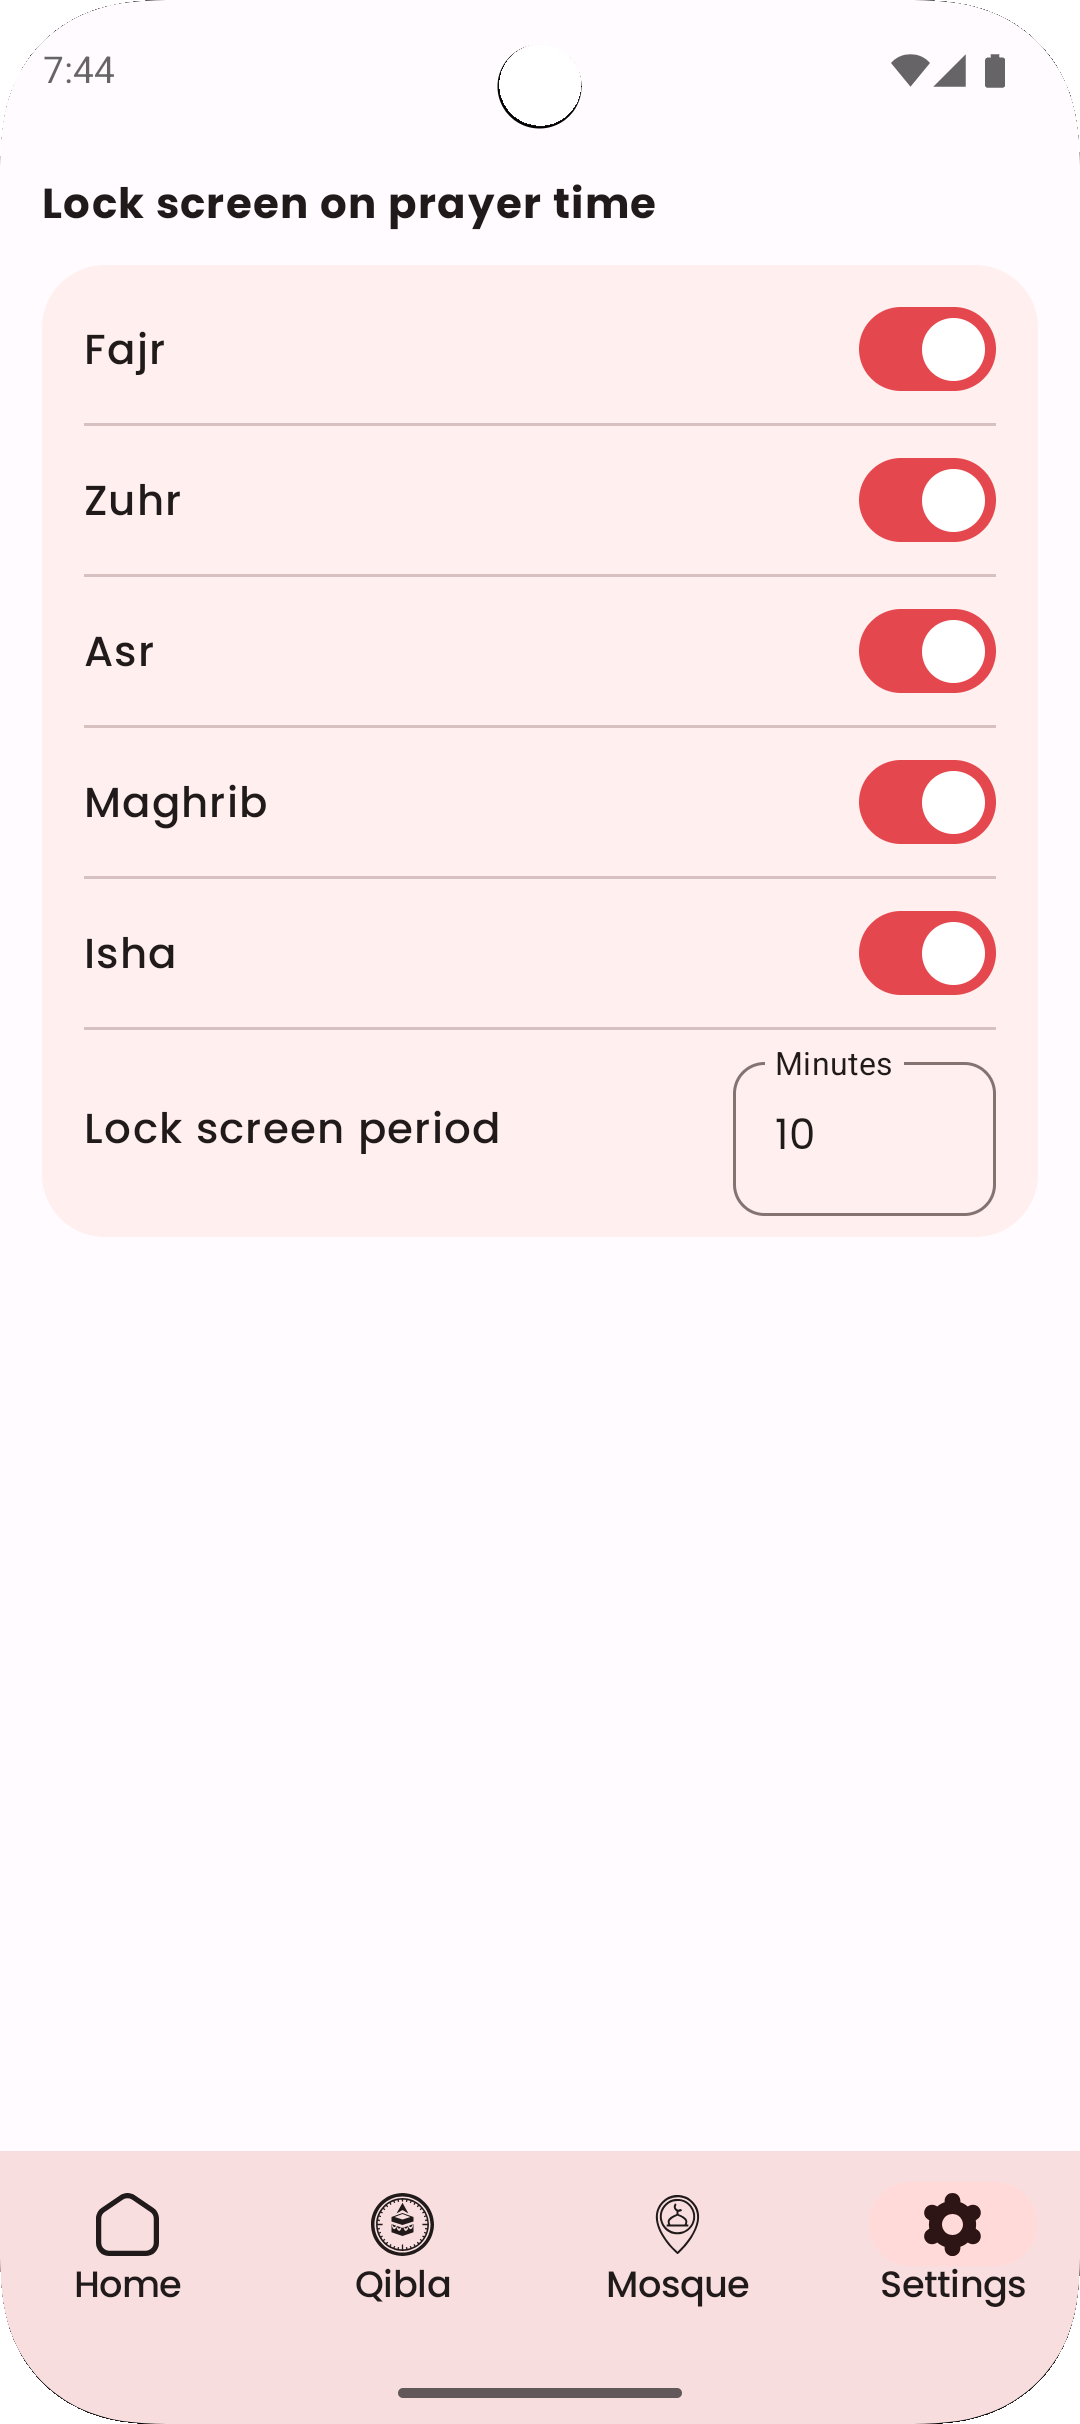 7:44
Lock screen on prayer time
Fajr
Zuhr
Asr
Maghrib
Isha
Minutes
Lock screen period
10
Home
Qibla
Mosque
Settings